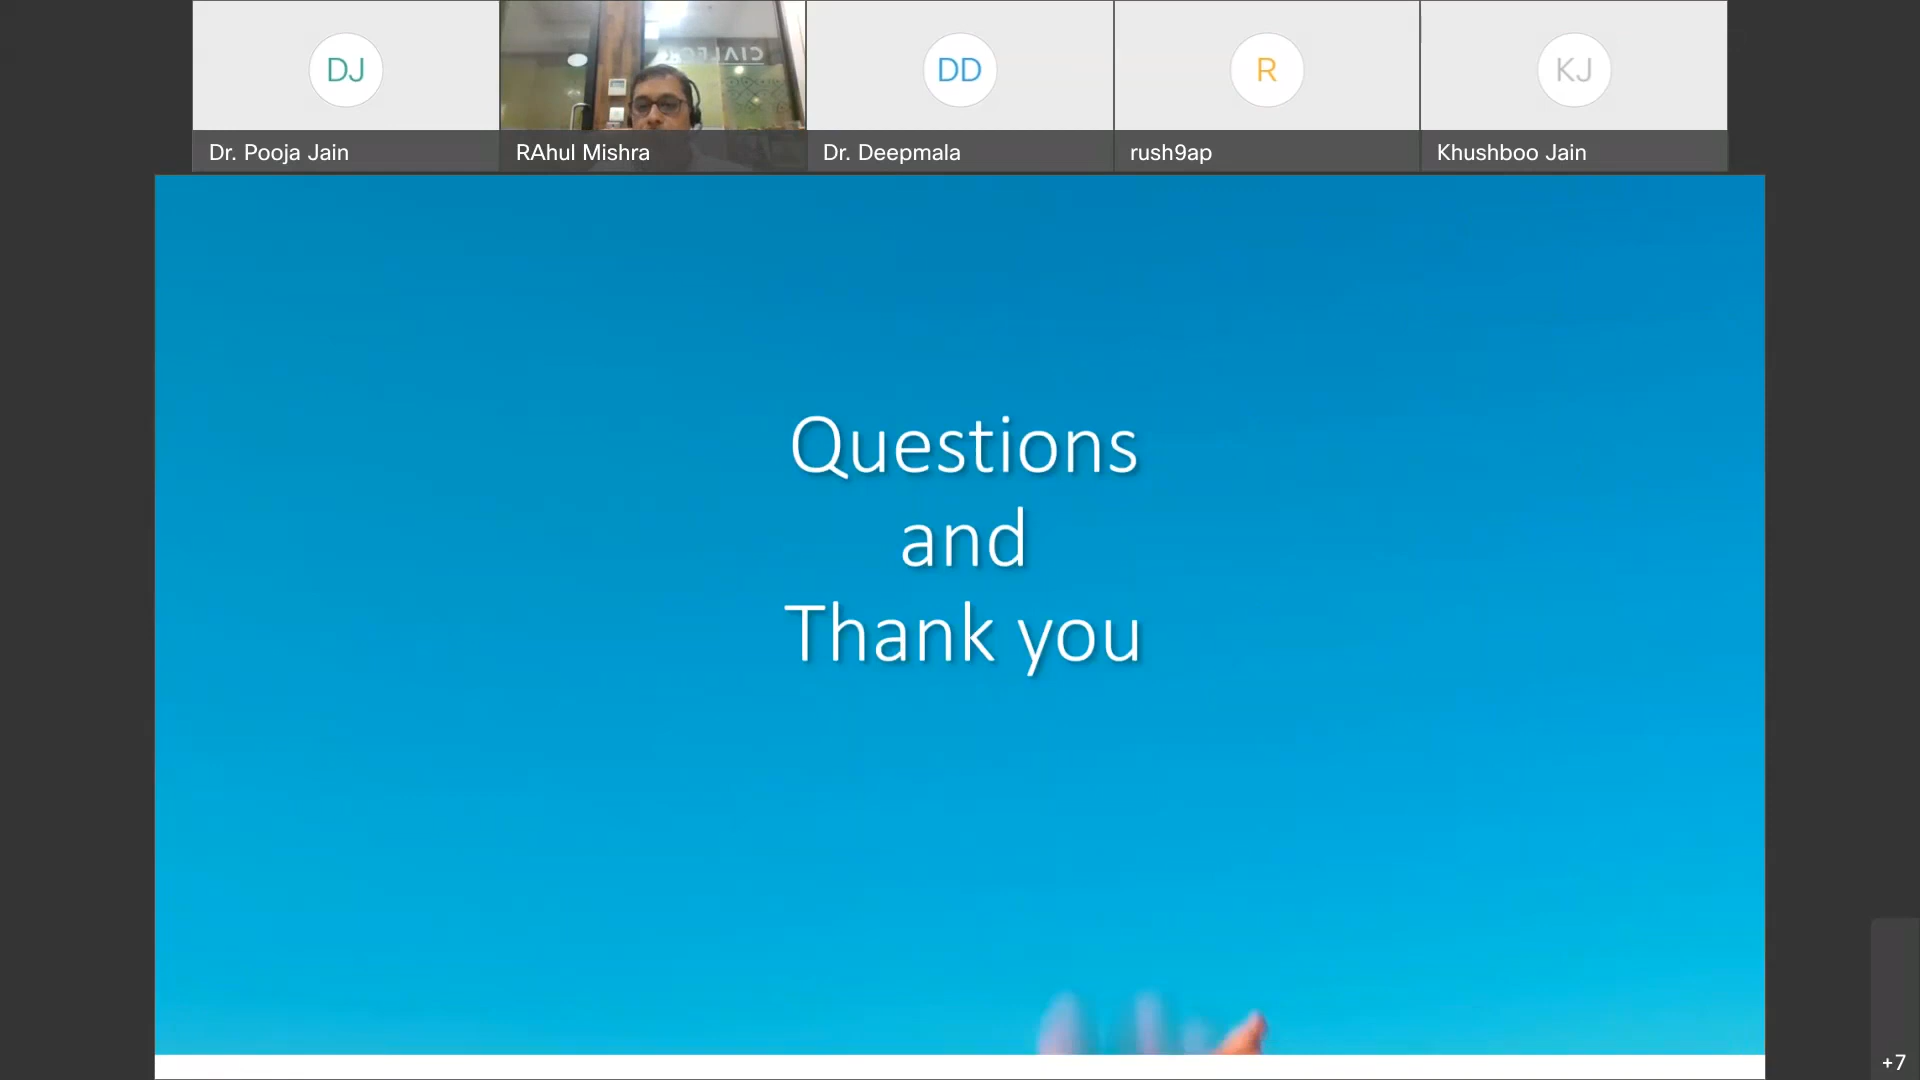 DJ
DD
R
KJ
Dr. Pooja Jain
RAhul Mishra
Dr. Deepmala
rush9ap
Khushboo Jain
Questions
and
Thank you
+7